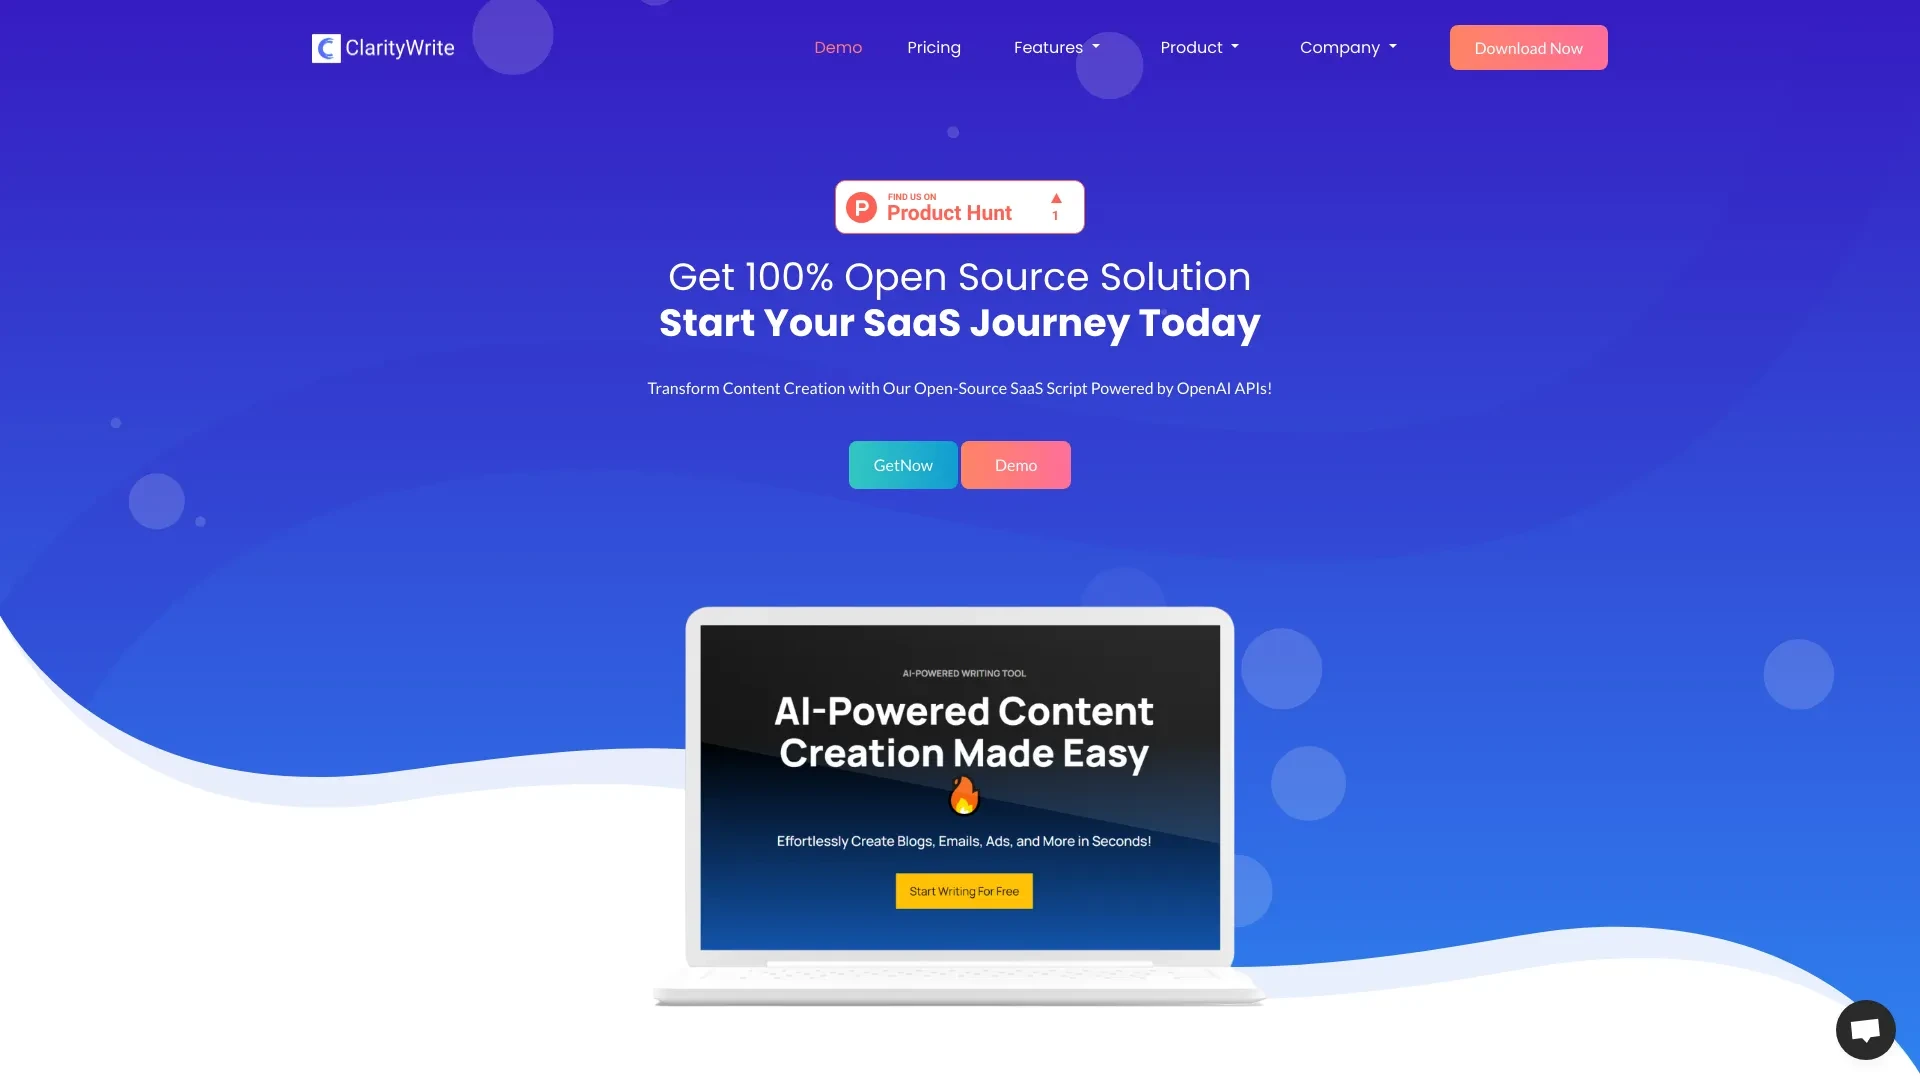 ClarityWrite
Demo
Pricing
Features
Product
Company
Download Now
FIND US ON
Product Hunt
1
Get 100% Open Source Solution
Start Your SaaS Journey Today
Transform Content Creation with Our Open-Source SaaS Script Powered by OpenAI APIs!
GetNow
Demo
AI-POWERED WRITING TOOL
AI-Powered Content
Creation Made Easy
Effortlessly Create Blogs, Emails, Ads, and More in Seconds!
Start Writing For Free